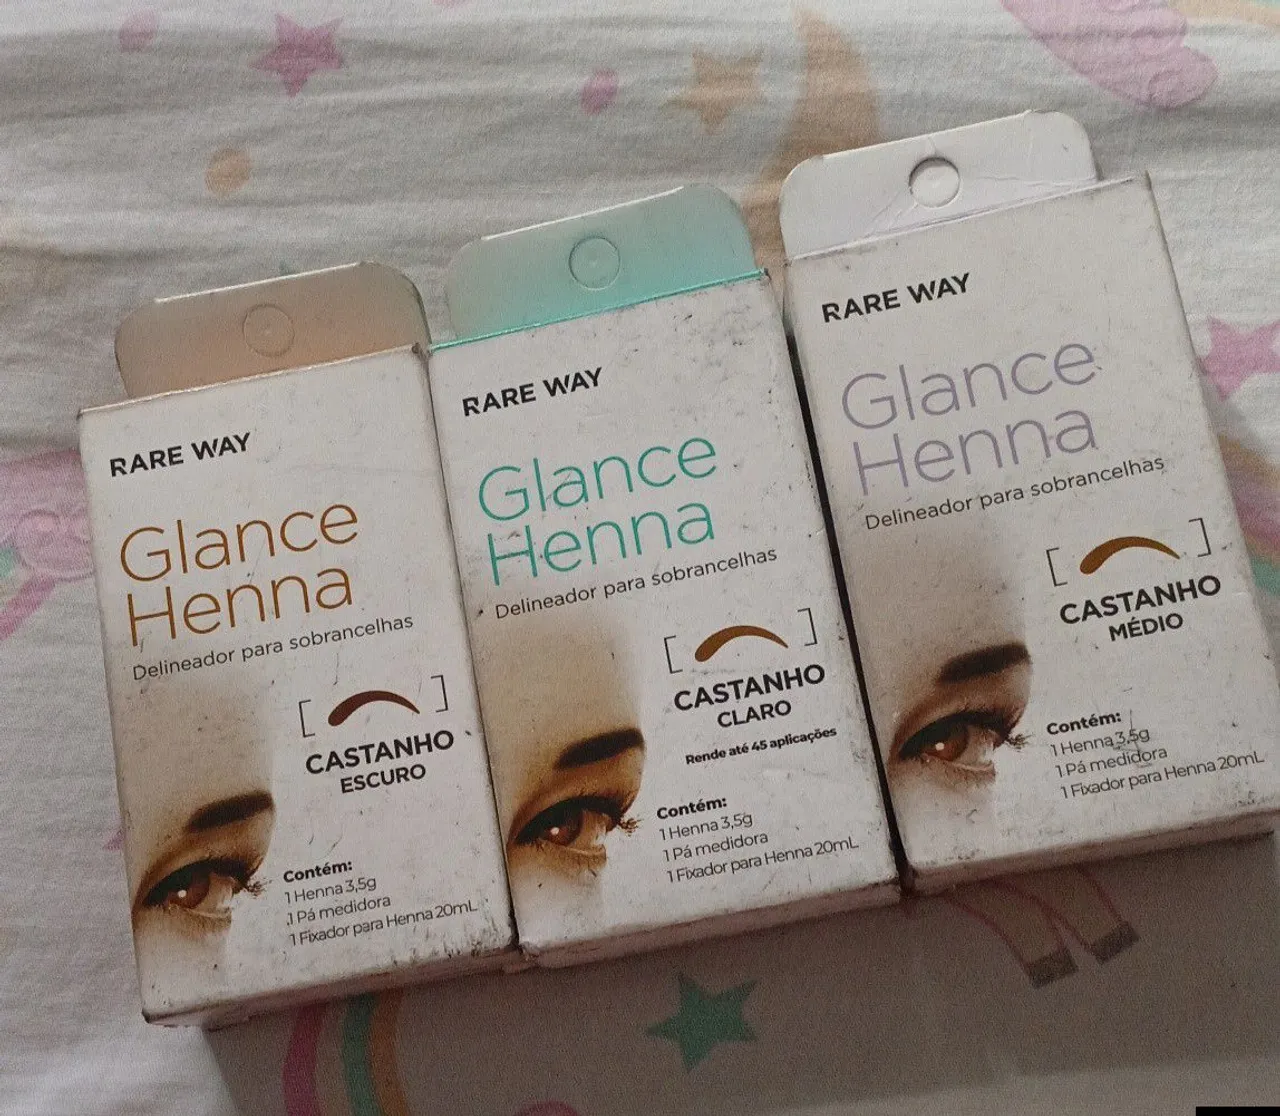 RARE WAY
Glance
Henna
Delineador para sobrancelhas
CASTANHO
ESCURO
Contém:
1 Henna 3,5g
1 Pá medidora
1 Fixador para Henna 20mL
RARE WAY
Glance
Henna
Delineador para sobrancelhas
CASTANHO
CLARO
Rende até 45 aplicações
Contém:
1 Henna 3,5g
1 Pá medidora
1 Fixador para Henna 20mL
RARE WAY
Glance
Henna
Delineador para sobrancelhas
CASTANHO
MÉDIO
Contém:
1 Henna 3,5g
1 Pá medidora
1 Fixador para Henna 20mL